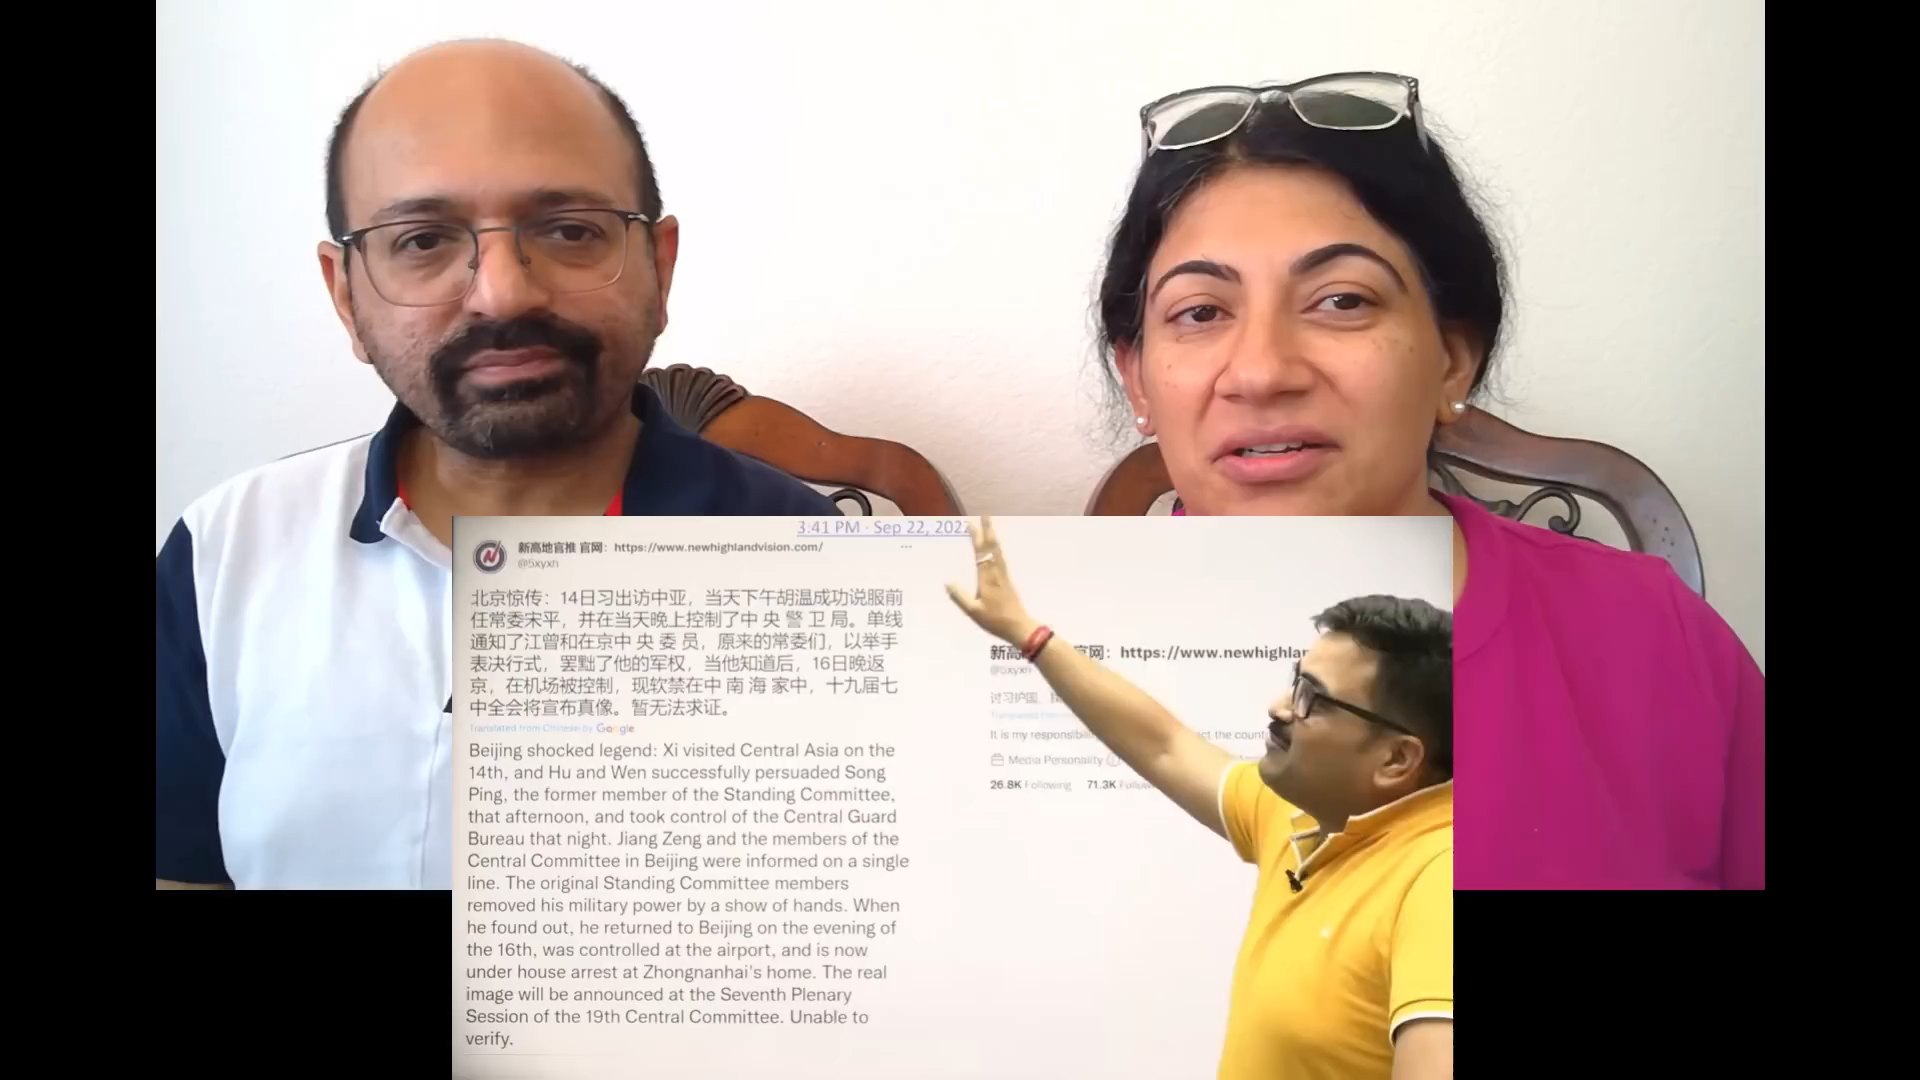 3:41 PM · Sep 22, 2022
新高地官推 官网：https://www.newhighlandvision.com/
@5xyxh
北京惊传：14日习出访中亚，当天下午胡温成功说服前
任常委宋平，并在当天晚上控制了中 央 警 卫 局。单线
通知了江曾和在京中 央 委 员，原来的常委们，以举手
表决行式，罢黜了他的军权，当他知道后，16日晚返
京，在机场被控制，现软禁在中 南 海 家中，十九届七
中全会将宣布真像。暂无法求证。
Translated from Chinese by Google
Beijing shocked legend: Xi visited Central Asia on the
14th, and Hu and Wen successfully persuaded Song
Ping, the former member of the Standing Committee,
that afternoon, and took control of the Central Guard
Bureau that night. Jiang Zeng and the members of the
Central Committee in Beijing were informed on a single
line. The original Standing Committee members
removed his military power by a show of hands. When
he found out, he returned to Beijing on the evening of
the 16th, was controlled at the airport, and is now
under house arrest at Zhongnanhai's home. The real
image will be announced at the Seventh Plenary
Session of the 19th Central Committee. Unable to
verify.
新高 官网：https://www.newhighla
@5xyxh
讨习护国
It is my responsibili ct the count
Media Personality
26.8K Following 71.3K